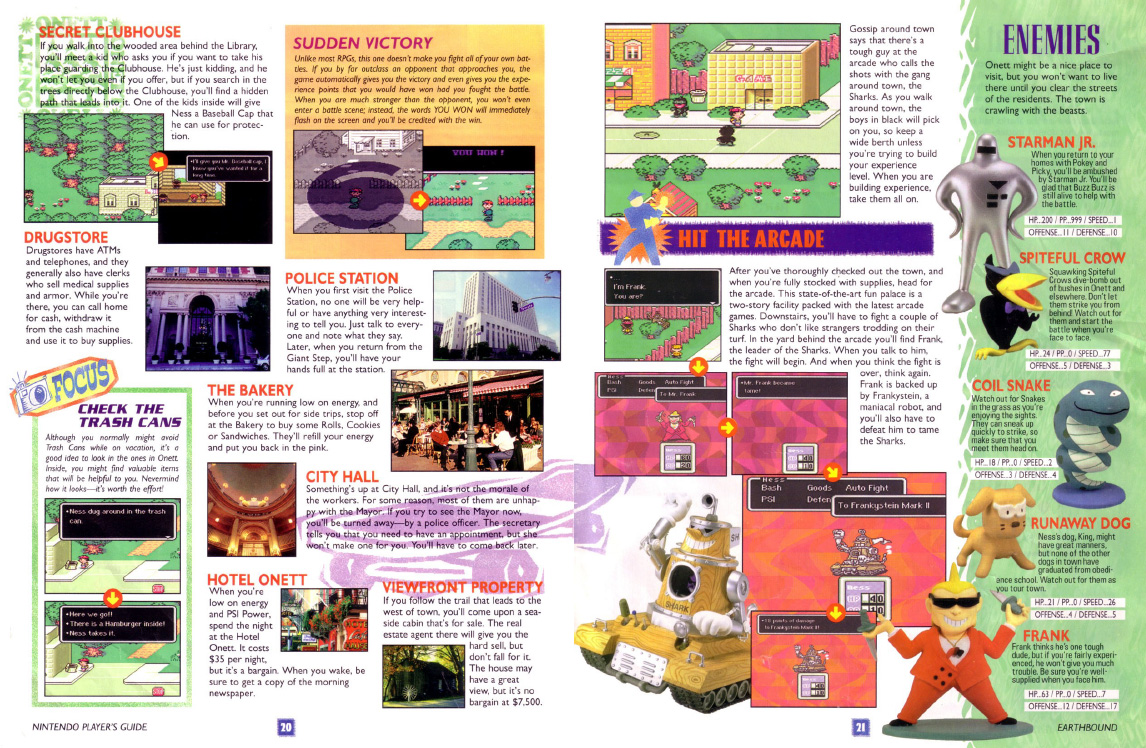 SECRET CLUBHOUSE
If you walk into the wooded area behind the Library,
you'll meet a kid who asks you if you want to take his
place guarding the Clubhouse. He's just kidding, and he
won't let you even if you offer, but if you search in the
trees directly below the Clubhouse, you'll find a hidden
path that leads into it. One of the kids inside will give
Ness a Baseball Cap that
he can use for protec-
tion.
DRUGSTORE
Drugstores have ATMs
and telephones, and they
generally also have clerks
who sell medical supplies
and armor. While you're
there, you can call home
for cash, withdraw it
from the cash machine
and use it to buy supplies.
FOCUS
CHECK THE
TRASH CANS
Although you normally might avoid
Trash Cans while on vacation, it's a
good idea to look in the ones in Onett.
Inside, you might find valuable items
that will be helpful to you. Nevermind
how it looks—it's worth the effort!
•Ness dug around in the trash
can.
•Here we go!!
•There is a Hamburger inside!
•Ness takes it.
SUDDEN VICTORY
Unlike most RPGs, this one doesn't make you fight all of your own bat-
tles. If you by far outclass an opponent that approaches you, the
game automatically gives you the victory and even gives you the expe-
rience points that you would have won had you fought the battle.
When you are much stronger than the opponent, you won't even
enter a battle scene; instead, the words YOU WON will immediately
flash on the screen and you'll be credited with the win.
YOU WON !
POLICE STATION
When you first visit the Police
Station, no one will be very help-
ful or have anything very interest-
ing to tell you. Just talk to every-
one and note what they say.
Later, when you return from the
Giant Step, you'll have your
hands full at the station.
THE BAKERY
When you're running low on energy, and
before you set out for side trips, stop off
at the Bakery to buy some Rolls, Cookies
or Sandwiches. They'll refill your energy
and put you back in the pink.
CITY HALL
Something's up at City Hall, and it's not the morale of
the workers. For some reason, most of them are unhap-
py with the Mayor. If you try to see the Mayor now,
you'll be turned away—by a police officer. The secretary
tells you that you need to have an appointment, but she
won't make one for you. You'll have to come back later.
HOTEL ONETT
When you're
low on energy
and PSI Power,
spend the night
at the Hotel
Onett. It costs
$35 per night,
but it's a bargain. When you wake, be
sure to get a copy of the morning
newspaper.
VIEWFRONT PROPERTY
If you follow the trail that leads to the
west of town, you'll come upon a sea-
side cabin that's for sale. The real
estate agent there will give you the
hard sell, but
don't fall for it.
The house may
have a great
view, but it's no
bargain at $7,500.
NINTENDO PLAYER'S GUIDE
20
Gossip around town
says that there's a
tough guy at the
arcade who calls the
shots with the gang
around town, the
Sharks. As you walk
around town, the
boys in black will pick
on you, so keep a
wide berth unless
you're trying to build
your experience
level. When you are
building experience,
take them all on.
HIT THE ARCADE
•
I'm Frank.
You are?
After you've thoroughly checked out the town, and
when you're fully stocked with supplies, head for
the arcade. This state-of-the-art fun palace is a
two-story facility packed with the latest arcade
games. Downstairs, you'll have to fight a couple of
Sharks who don't like strangers trodding on their
turf. In the yard behind the arcade you'll find Frank,
the leader of the Sharks. When you talk to him,
the fight will begin. And when you think the fight is
over, think again.
Frank is backed up
by Frankystein, a
maniacal robot, and
you'll also have to
defeat him to tame
the Sharks.
Ness
Bash Goods Auto Fight
PSI Defen
To Mr. Frank
•Mr. Frank became
tame!
Ness
Bash Goods Auto Fight
PSI Defen
To Frankystein Mark II
SHARK
ENEMIES
Onett might be a nice place to
visit, but you won't want to live
there until you clear the streets
of the residents. The town is
crawling with the beasts.
STARMAN JR.
When you return to your
homes with Pokey and
Picky, you'll be ambushed
by Starman Jr. You'll be
glad that Buzz Buzz is
still alive to help with
the battle.
HP...200 / PP...999 / SPEED...1
OFFENSE...11 / DEFENSE...10
SPITEFUL CROW
Squawking Spiteful
Crows dive-bomb out
of bushes in Onett and
elsewhere. Don't let
them strike you from
behind! Watch out for
them and start the
battle when you're
face to face.
HP...24 / PP...0 / SPEED...77
OFFENSE...5 / DEFENSE...3
COIL SNAKE
Watch out for Snakes
in the grass as you're
enjoying the sights.
They can sneak up
quickly to strike, so
make sure that you
meet them head on.
HP...18 / PP...0 / SPEED...2
OFFENSE...3 / DEFENSE...4
RUNAWAY DOG
Ness's dog, King, might
have great manners,
but none of the other
dogs in town have
graduated from obedi-
ence school. Watch out for them as
you tour town.
HP...21 / PP...0 / SPEED...26
OFFENSE...4 / DEFENSE...5
FRANK
Frank thinks he's one tough
dude, but if you're fairly experi-
enced, he won't give you much
trouble. Be sure you're well-
supplied when you face him.
HP...63 / PP...0 / SPEED...7
OFFENSE...12 / DEFENSE...17
21
EARTHBOUND